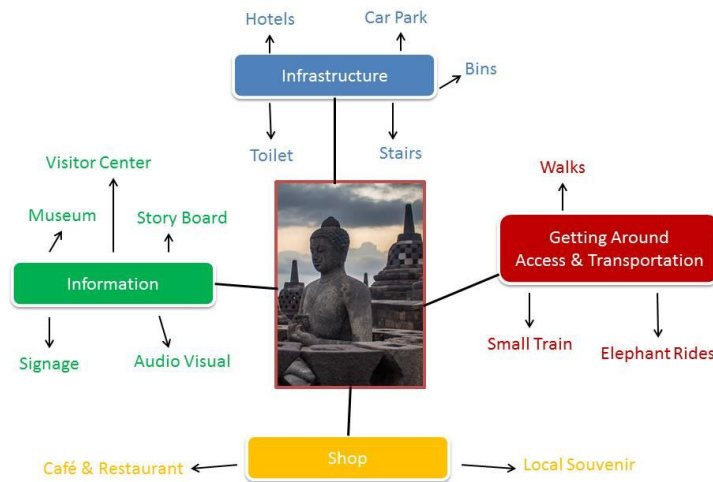 Hotels
Car Park
Infrastructure
Bins
Toilet
Stairs
Visitor Center
Museum
Story Board
Information
Signage
Audio Visual
Walks
Getting Around
Access & Transportation
Small Train
Elephant Rides
Shop
Café & Restaurant
Local Souvenir